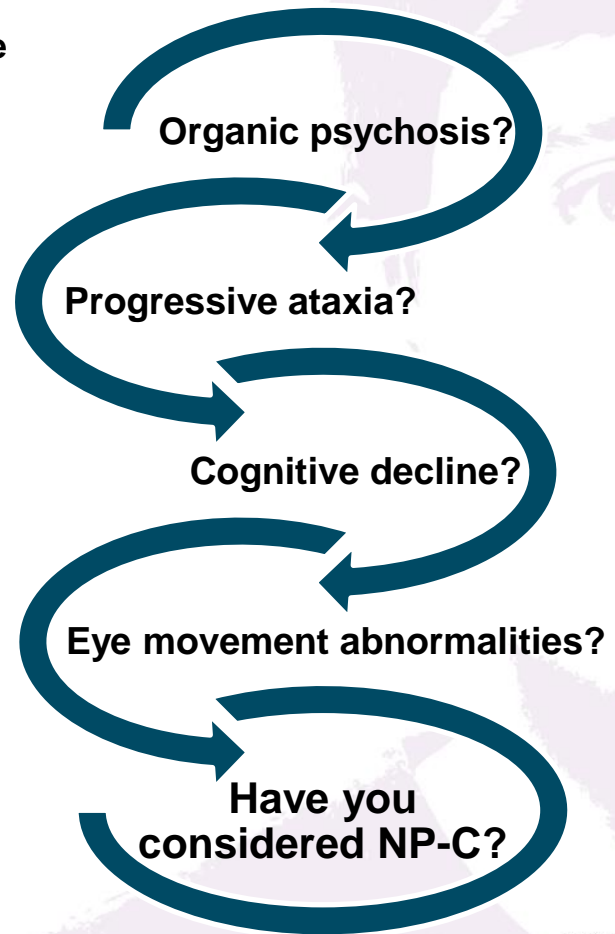 e
Organic psychosis?
Progressive ataxia?
Cognitive decline?
Eye movement abnormalities?
Have you
considered NP-C?